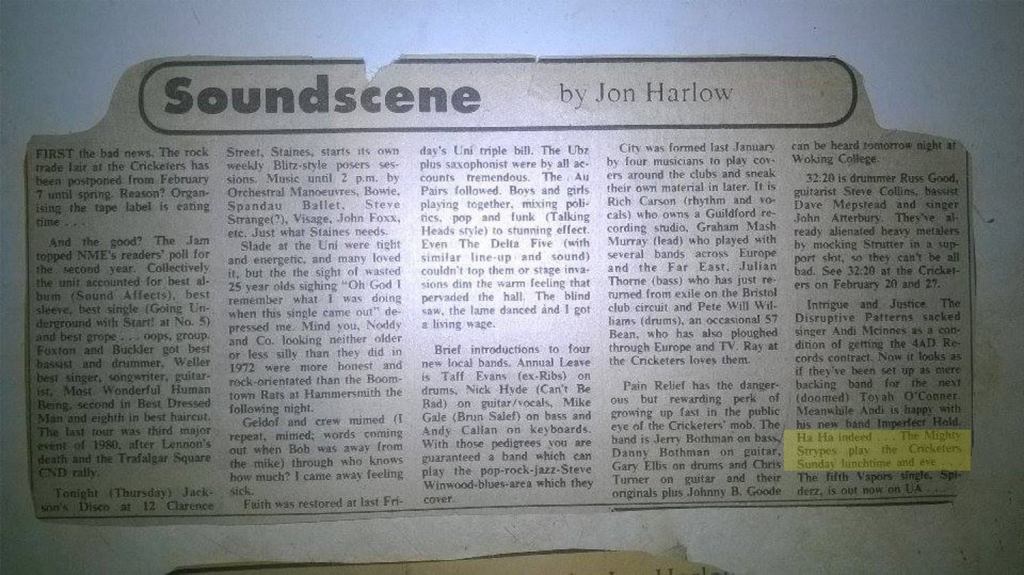 Soundscene
by Jon Harlow
FIRST the bad news. The rock
trade fair at the Cricketers has
been postponed from February
7 until spring. Reason? Organ-
ising the tape label is eating
time . . .
And the good? The Jam
topped NME's readers' poll for
the second year. Collectively
the unit accounted for best al-
bum (Sound Affects), best
sleeve, best single (Going Un-
derground with Start! at No. 5)
and best grope . . . oops, group.
Foxton and Buckler got best
bassist and drummer, Weller
best singer, songwriter, guitar-
ist, Most Wonderful Human
Being, second in Best Dressed
Man and eighth in best haircut.
The last tour was third major
event of 1980, after Lennon's
death and the Trafalgar Square
CND rally.
Tonight (Thursday) Jack-
son's Disco at 12 Clarence
Street, Staines, starts its own
weekly Blitz-style posers ses-
sions. Music until 2 p.m. by
Orchestral Manoeuvres, Bowie,
Spandau Ballet, Steve
Strange(?), Visage, John Foxx,
etc. Just what Staines needs.
Slade at the Uni were tight
and energetic, and many loved
it, but the the sight of wasted
25 year olds sighing "Oh God I
remember what I was doing
when this single came out" de-
pressed me. Mind you, Noddy
and Co. looking neither older
or less silly than they did in
1972 were more honest and
rock-orientated than the Boom-
town Rats at Hammersmith the
following night.
Geldof and crew mimed (I
repeat, mimed; words coming
out when Bob was away from
the mike) through who knows
how much? I came away feeling
sick.
Faith was restored at last Fri-
day's Uni triple bill. The Ubz
plus saxophonist were by all ac-
counts tremendous. The Au
Pairs followed. Boys and girls
playing together, mixing poli-
tics, pop and funk (Talking
Heads style) to stunning effect.
Even The Delta Five (with
similar line-up and sound)
couldn't top them or stage inva-
sions dim the warm feeling that
pervaded the hall. The blind
saw, the lame danced and I got
a living wage.
Brief introductions to four
new local bands. Annual Leave
is Taff Evans (ex-Ribs) on
drums, Nick Hyde (Can't Be
Bad) on guitar/vocals, Mike
Gale (Brun Salef) on bass and
Andy Callan on keyboards.
With those pedigrees you are
guaranteed a band which can
play the pop-rock-jazz-Steve
Winwood-blues-area which they
cover.
City was formed last January
by four musicians to play cov-
ers around the clubs and sneak
their own material in later. It is
Rich Carson (rhythm and vo-
cals) who owns a Guildford re-
cording studio, Graham Mash
Murray (lead) who played with
several bands across Europe
and the Far East, Julian
Thorne (bass) who has just re-
turned from exile on the Bristol
club circuit and Pete Will Wil-
liams (drums), an occasional 57
Bean, who has also ploughed
through Europe and TV. Ray at
the Cricketers loves them.
Pain Relief has the danger-
ous but rewarding perk of
growing up fast in the public
eye of the Cricketers' mob. The
band is Jerry Bothman on bass,
Danny Bothman on guitar,
Gary Ellis on drums and Chris
Turner on guitar and their
originals plus Johnny B. Goode
can be heard tomorrow night at
Woking College.
32:20 is drummer Russ Good,
guitarist Steve Collins, bassist
Dave Mepstead and singer
John Atterbury. They've al-
ready alienated heavy metalers
by mocking Strutter in a sup-
port slot, so they can't be all
bad. See 32:20 at the Cricket-
ers on February 20 and 27.
Intrigue and Justice. The
Disruptive Patterns sacked
singer Andi Mcinnes as a con-
dition of getting the 4AD Re-
cords contract. Now it looks as
if they've been set up as mere
backing band for the next
(doomed) Toyah O'Conner.
Meanwhile Andi is happy with
his new band Imperfect Hold.
Ha Ha indeed . . . The Mighty
Strypes play the Cricketers
Sunday lunchtime and eve
The fifth Vapors single, Spi-
derz, is out now on UA . . .
Jon Harlow